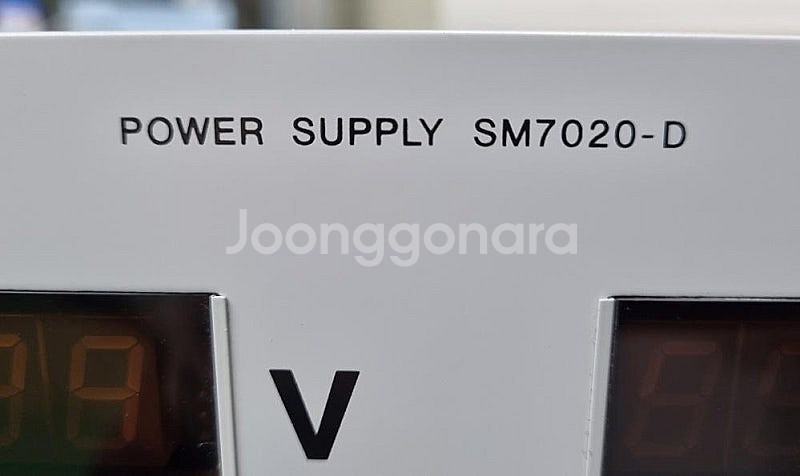 POWER SUPPLY SM7020-D
Joonggonara
V